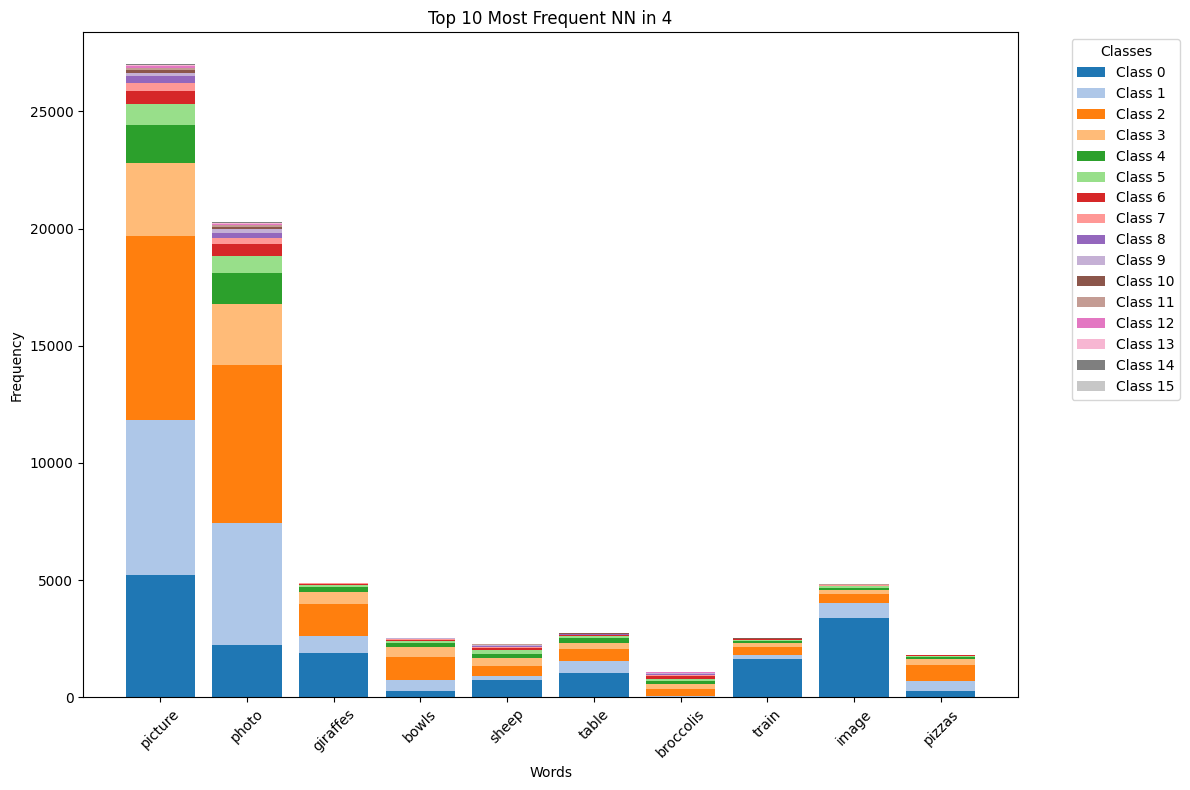 Top 10 Most Frequent NN in 4
Frequency
25000
20000
15000
10000
5000
0
picture
photo
giraffes
bowls
sheep
table
broccolis
train
image
pizzas
Words
Classes
Class 0
Class 1
Class 2
Class 3
Class 4
Class 5
Class 6
Class 7
Class 8
Class 9
Class 10
Class 11
Class 12
Class 13
Class 14
Class 15